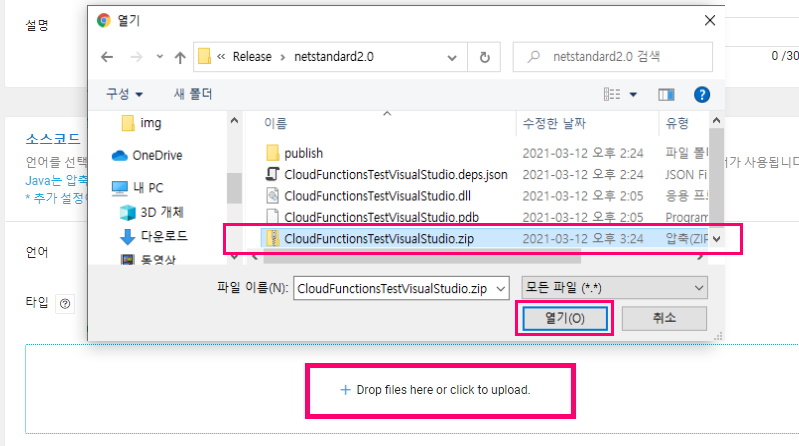 설명
열기
0 /30
« Release > netstandard2.0
netstandard2.0 검색
구성
새 폴더
이름
수정한 날짜
유형
img
OneDrive
내 PC
3D 개체
다운로드
동영상
publish 2021-03-12 오후 2:24 파일 폴
CloudFunctionsTestVisualStudio.deps.json 2021-03-12 오후 2:24 JSON Fi
CloudFunctionsTestVisualStudio.dll 2021-03-12 오후 2:05 응용 프
CloudFunctionsTestVisualStudio.pdb 2021-03-12 오후 2:05 Program
CloudFunctionsTestVisualStudio.zip 2021-03-12 오후 3:24 압축(ZIP
소스코드
언어를 선택
가 사용됩니다
Java는 압축
* 추가 설정이
언어
타입 ?
파일 이름(N):
CloudFunctionsTestVisualStudio.zip
모든 파일 (*.*)
열기(O)
취소
+ Drop files here or click to upload.